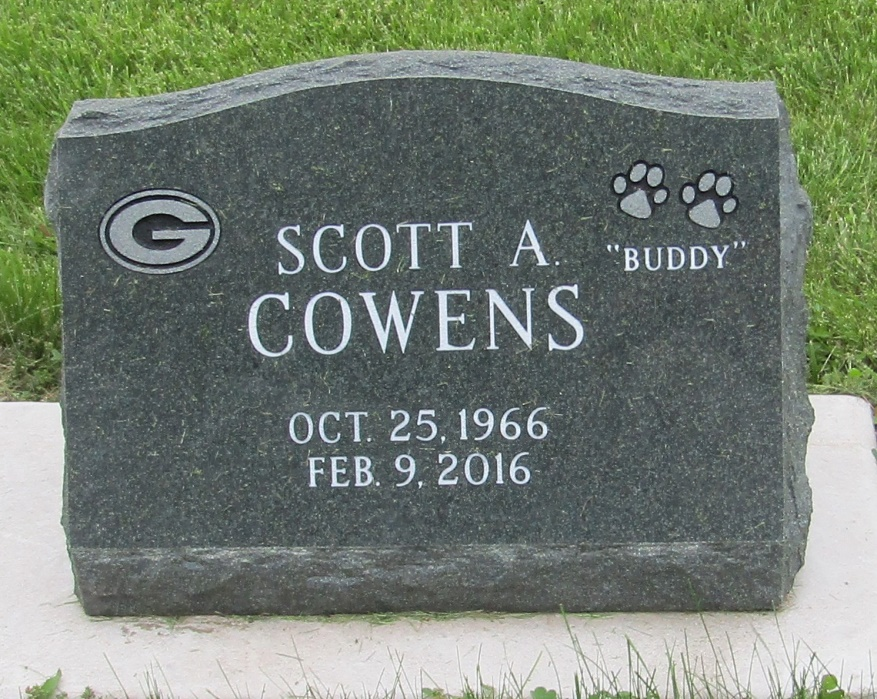 G
SCOTT A.
"BUDDY"
COWENS
OCT. 25, 1966
FEB. 9, 2016